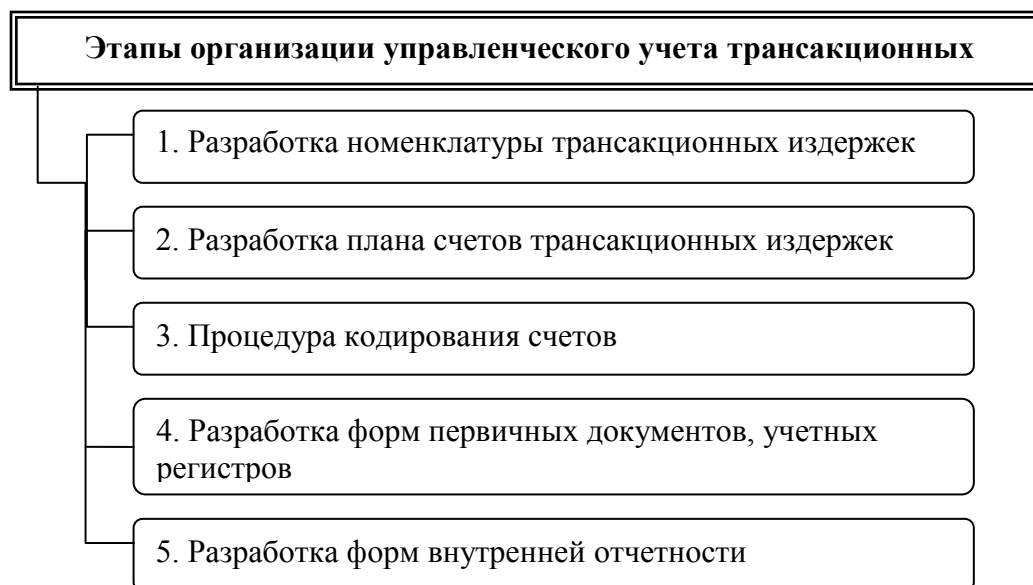 Этапы организации управленческого учета трансакционных
1. Разработка номенклатуры трансакционных издержек
2. Разработка плана счетов трансакционных издержек
3. Процедура кодирования счетов
4. Разработка форм первичных документов, учетных
регистров
5. Разработка форм внутренней отчетности